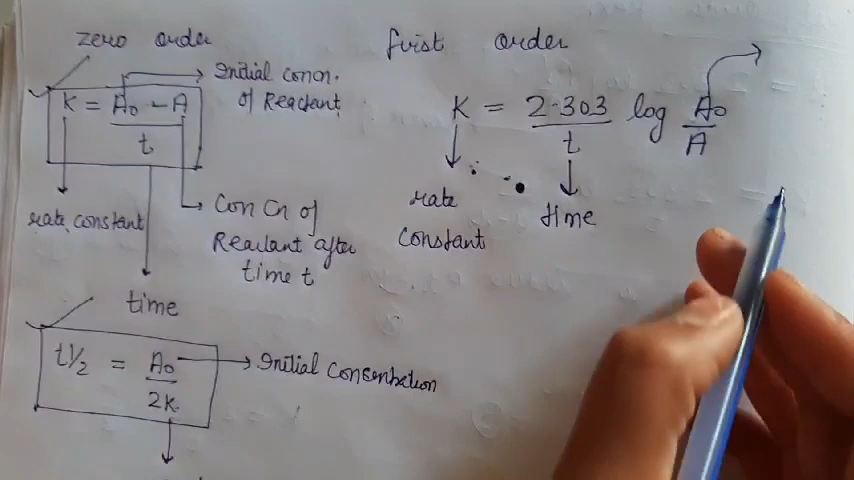 zero order
K = A0 - A / t
Initial concn.
of Reactant
rate constant
Concn of
Reactant after
time t
time
t1/2 = A0 / 2K
Initial Consentration
first order
K = 2.303 / t log A0 / A
rate
Constant
time